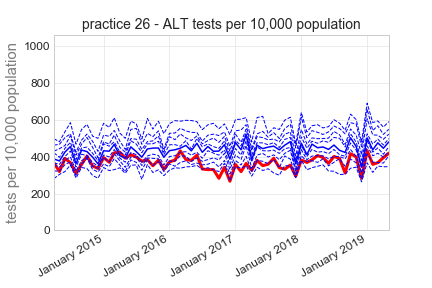 practice 26 - ALT tests per 10,000 population
tests per 10,000 population
1000
800
600
400
200
0
January 2015
January 2016
January 2017
January 2018
January 2019